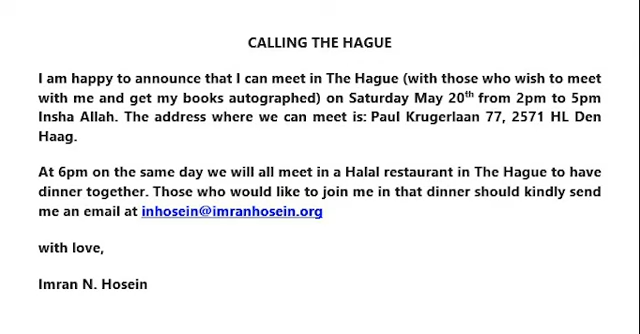 CALLING THE HAGUE
I am happy to announce that I can meet in The Hague (with those who wish to meet
with me and get my books autographed) on Saturday May 20th from 2pm to 5pm
Insha Allah. The address where we can meet is: Paul Krugerlaan 77, 2571 HL Den
Haag.
At 6pm on the same day we will all meet in a Halal restaurant in The Hague to have
dinner together. Those who would like to join me in that dinner should kindly send
me an email at inhosein@imranhosein.org
with love,
Imran N. Hosein